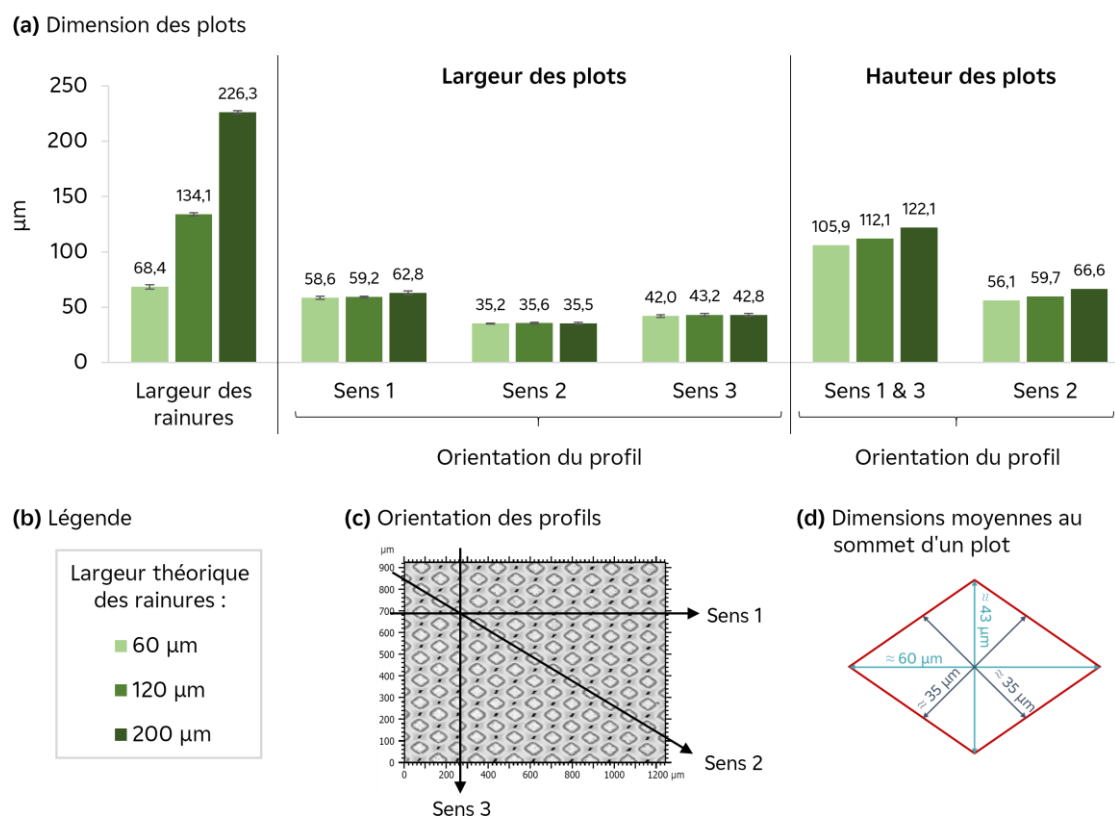 (a) Dimension des plots
Largeur des plots
Hauteur des plots
µm
250
200
150
100
50
0
68,4
134,1
226,3
58,6
59,2
62,8
35,2
35,6
35,5
42,0
43,2
42,8
105,9
112,1
122,1
56,1
59,7
66,6
Largeur des
rainures
Sens 1
Sens 2
Sens 3
Sens 1 & 3
Sens 2
Orientation du profil
Orientation du profil
(b) Légende
Largeur théorique
des rainures :
60 µm
120 µm
200 µm
(c) Orientation des profils
µm
900
800
700
600
500
400
300
200
100
0
0
200
400
600
800
1000
1200 µm
Sens 1
Sens 2
Sens 3
(d) Dimensions moyennes au
sommet d'un plot
≈ 43 µm
≈ 60 µm
≈ 35 µm
≈ 35 µm